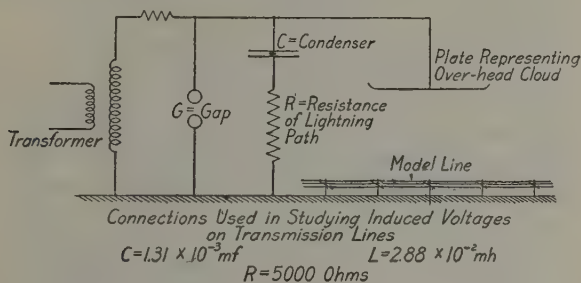 C=Condenser
Plate Representing
Over-head Cloud
G=Gap
R=Resistance
of Lightning
Path
Transformer
Model Line
Connections Used in Studying Induced Voltages
on Transmission Lines
C=1.31 × 10⁻³mf L=2.88 × 10⁻²mh
R=5000 Ohms